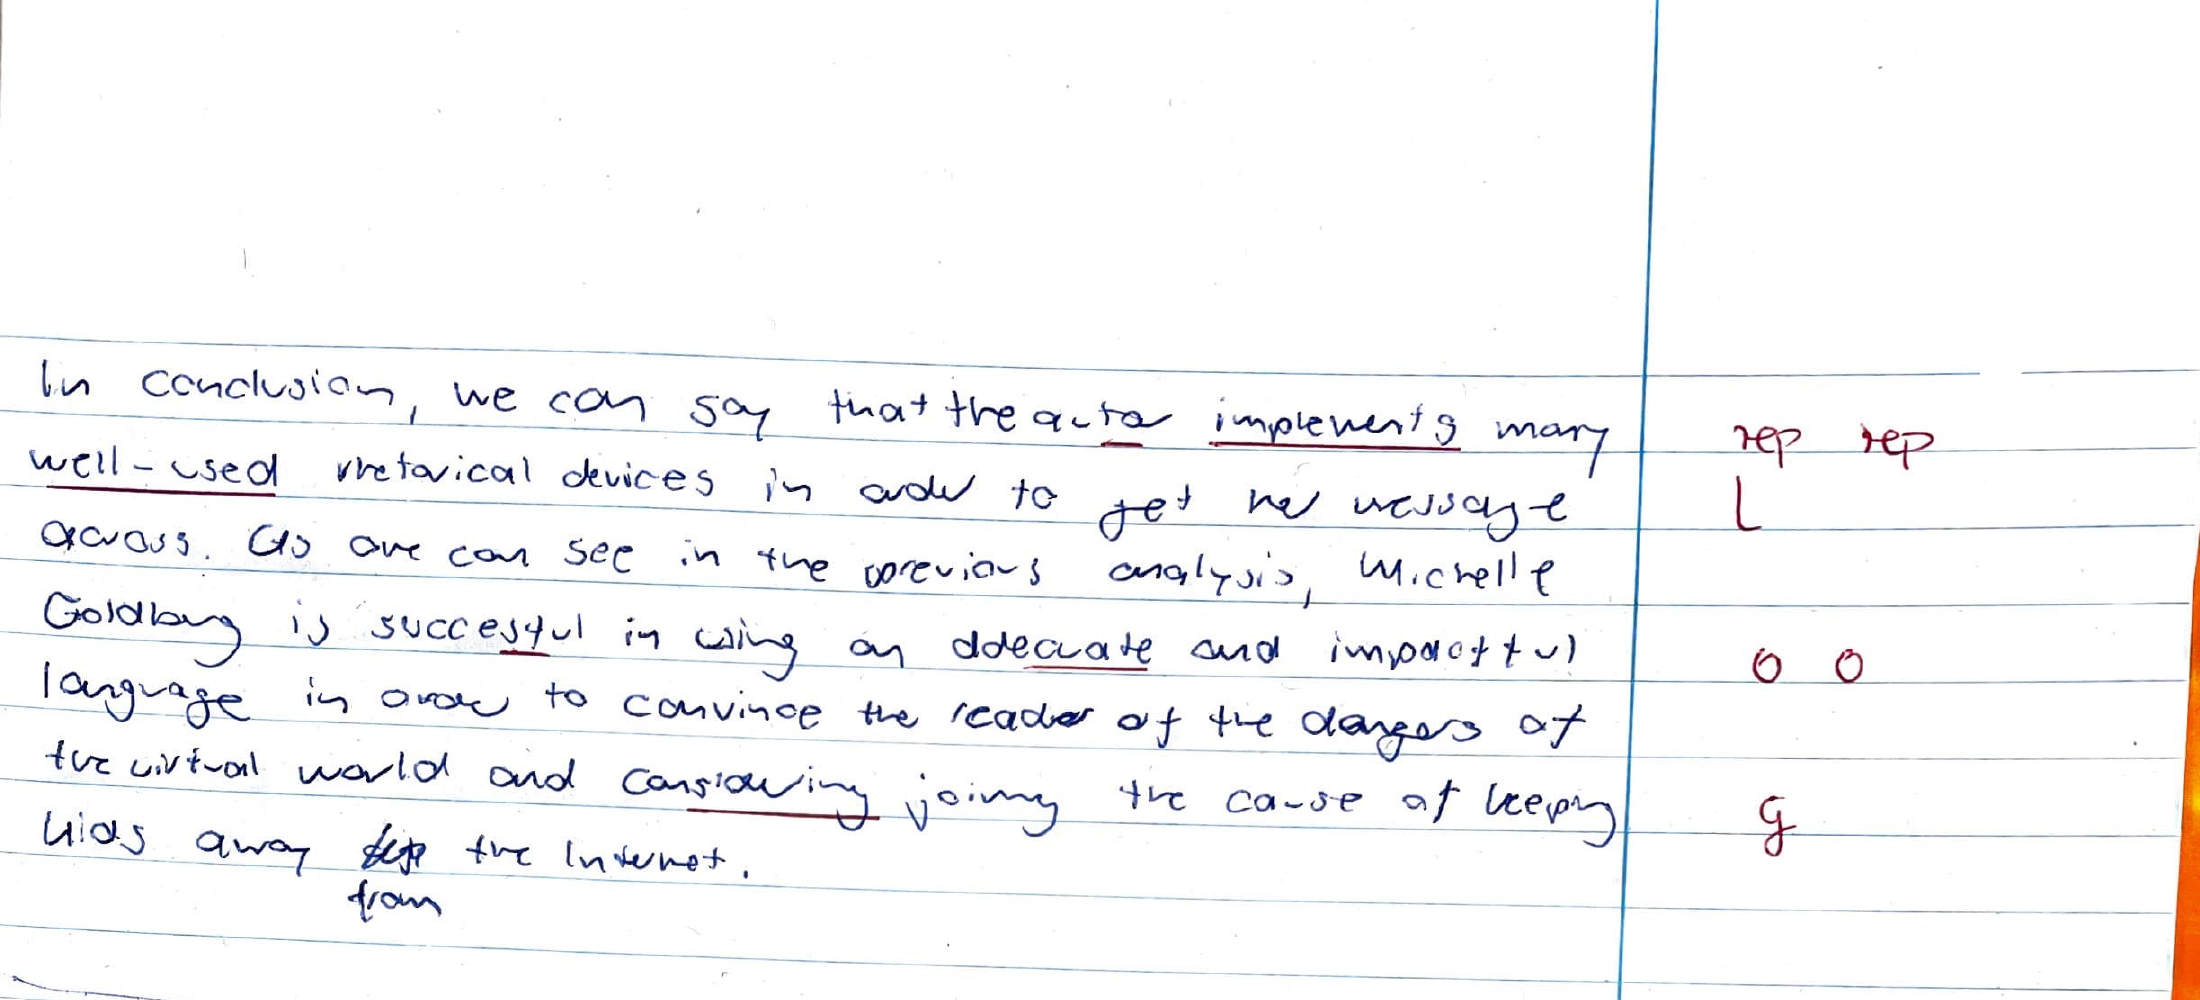 In conclusion, we can say that the autor implements many rep rep
well-used rhetorical devices in order to get her message L
across. As one can see in the previous analysis, Michelle
Goldberg is succesful in using an addecuate and impactful O O
language in order to convince the reader of the dangers of
the virtual world and considering joining the cause of keeping g
kids away the Internet.
from